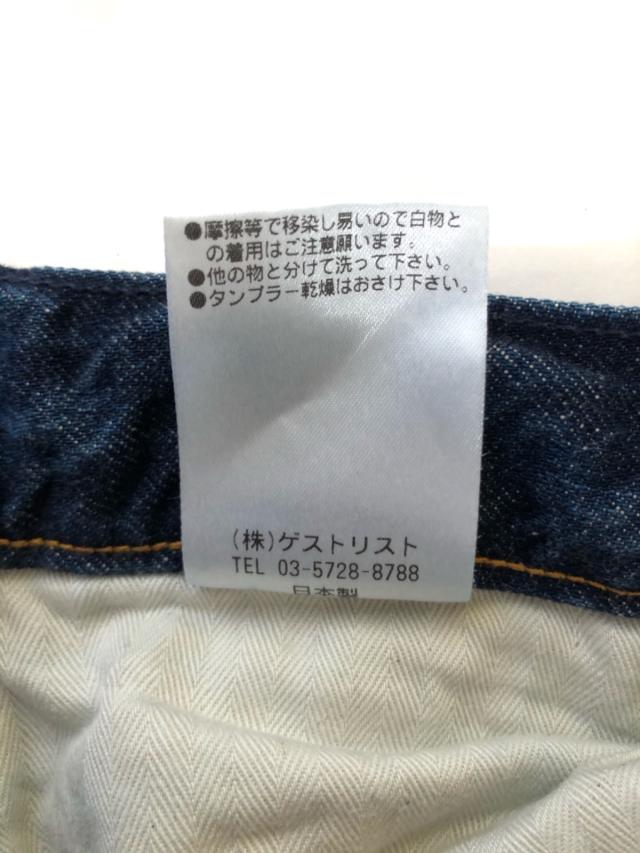 ●摩擦等で移染し易いので白物と
の着用はご注意願います。
●他の物と分けて洗って下さい。
●タンブラー乾燥はおさけ下さい。
(株)ゲストリスト
TEL 03-5728-8788
日本製